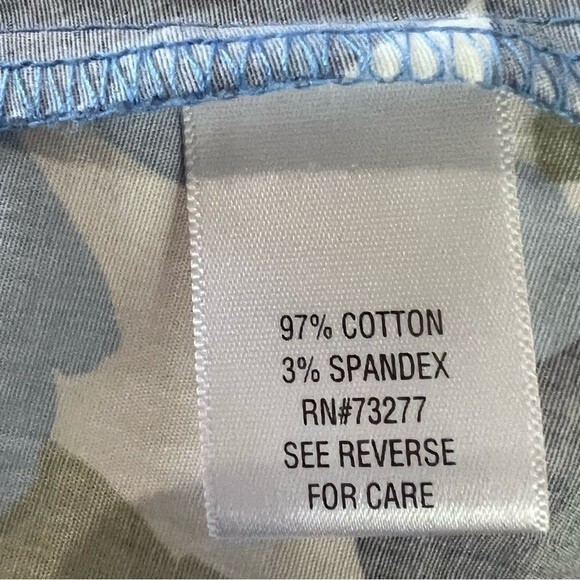 97% COTTON
3% SPANDEX
RN#73277
SEE REVERSE
FOR CARE